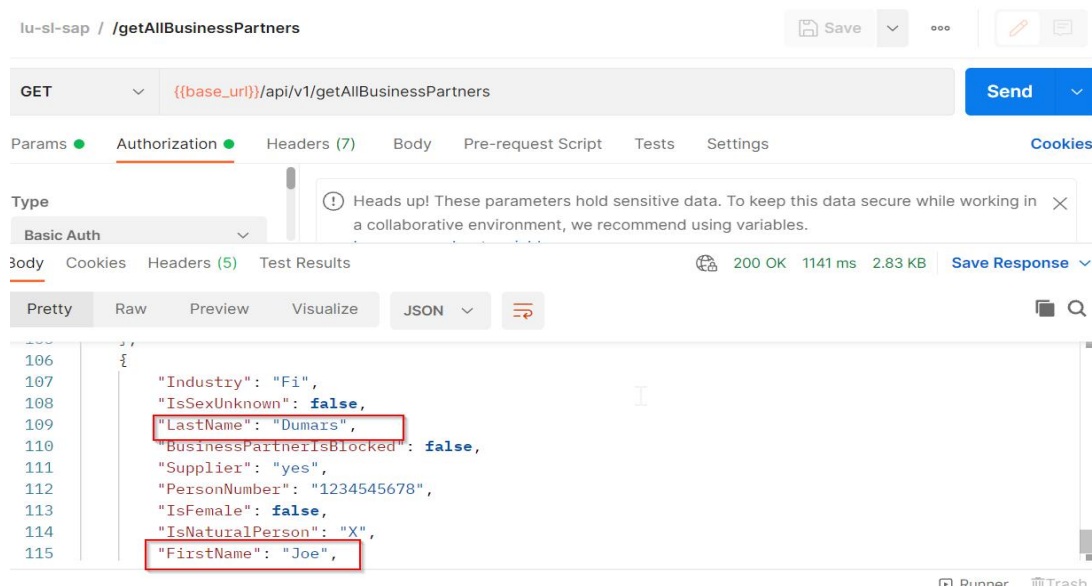 lu-sl-sap / /getAllBusinessPartners
Save
GET {{base_url}}/api/v1/getAllBusinessPartners Send
Params Authorization Headers (7) Body Pre-request Script Tests Settings Cookies
Type
Heads up! These parameters hold sensitive data. To keep this data secure while working in
a collaborative environment, we recommend using variables.
Basic Auth
Body Cookies Headers (5) Test Results 200 OK 1141 ms 2.83 KB Save Response
Pretty Raw Preview Visualize JSON
106 {
107 "Industry": "Fi",
108 "IsSexUnknown": false,
109 "LastName": "Dumars",
110 "BusinessPartnerIsBlocked": false,
111 "Supplier": "yes",
112 "PersonNumber": "1234545678",
113 "IsFemale": false,
114 "IsNaturalPerson": "X",
115 "FirstName": "Joe",
Runner Trash